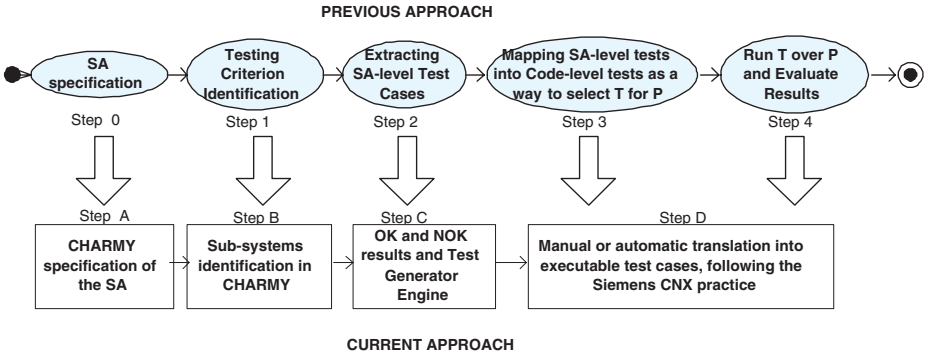 PREVIOUS APPROACH
SA
specification
Testing
Criterion
Identification
Extracting
SA-level Test
Cases
Mapping SA-level tests
into Code-level tests as a
way to select T for P
Run T over P
and Evaluate
Results
Step 0
Step 1
Step 2
Step 3
Step 4
Step A
Step B
Step C
Step D
CHARMY
specification of
the SA
Sub-systems
identification in
CHARMY
OK and NOK
results and Test
Generator
Engine
Manual or automatic translation into
executable test cases, following the
Siemens CNX practice
CURRENT APPROACH